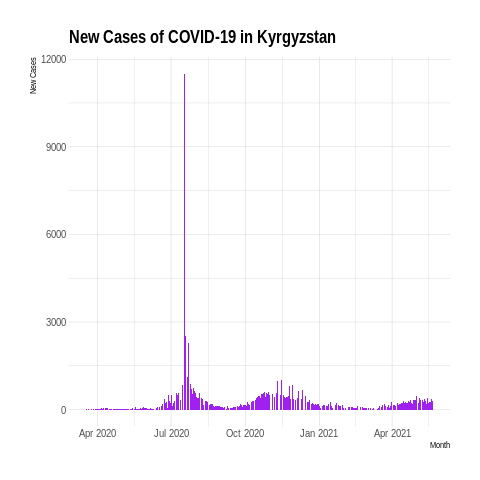 New Cases of COVID-19 in Kyrgyzstan
New Cases
12000
9000
6000
3000
0
Apr 2020 Jul 2020 Oct 2020 Jan 2021 Apr 2021
Month